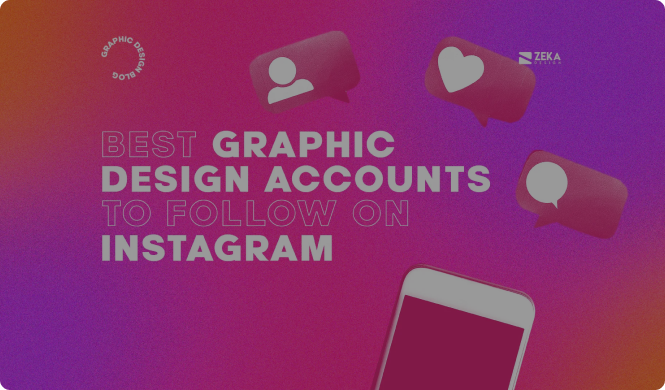 GRAPHIC DESIGN BLOG
ZEKA
DESIGN
BEST GRAPHIC
DESIGN ACCOUNTS
TO FOLLOW ON
INSTAGRAM